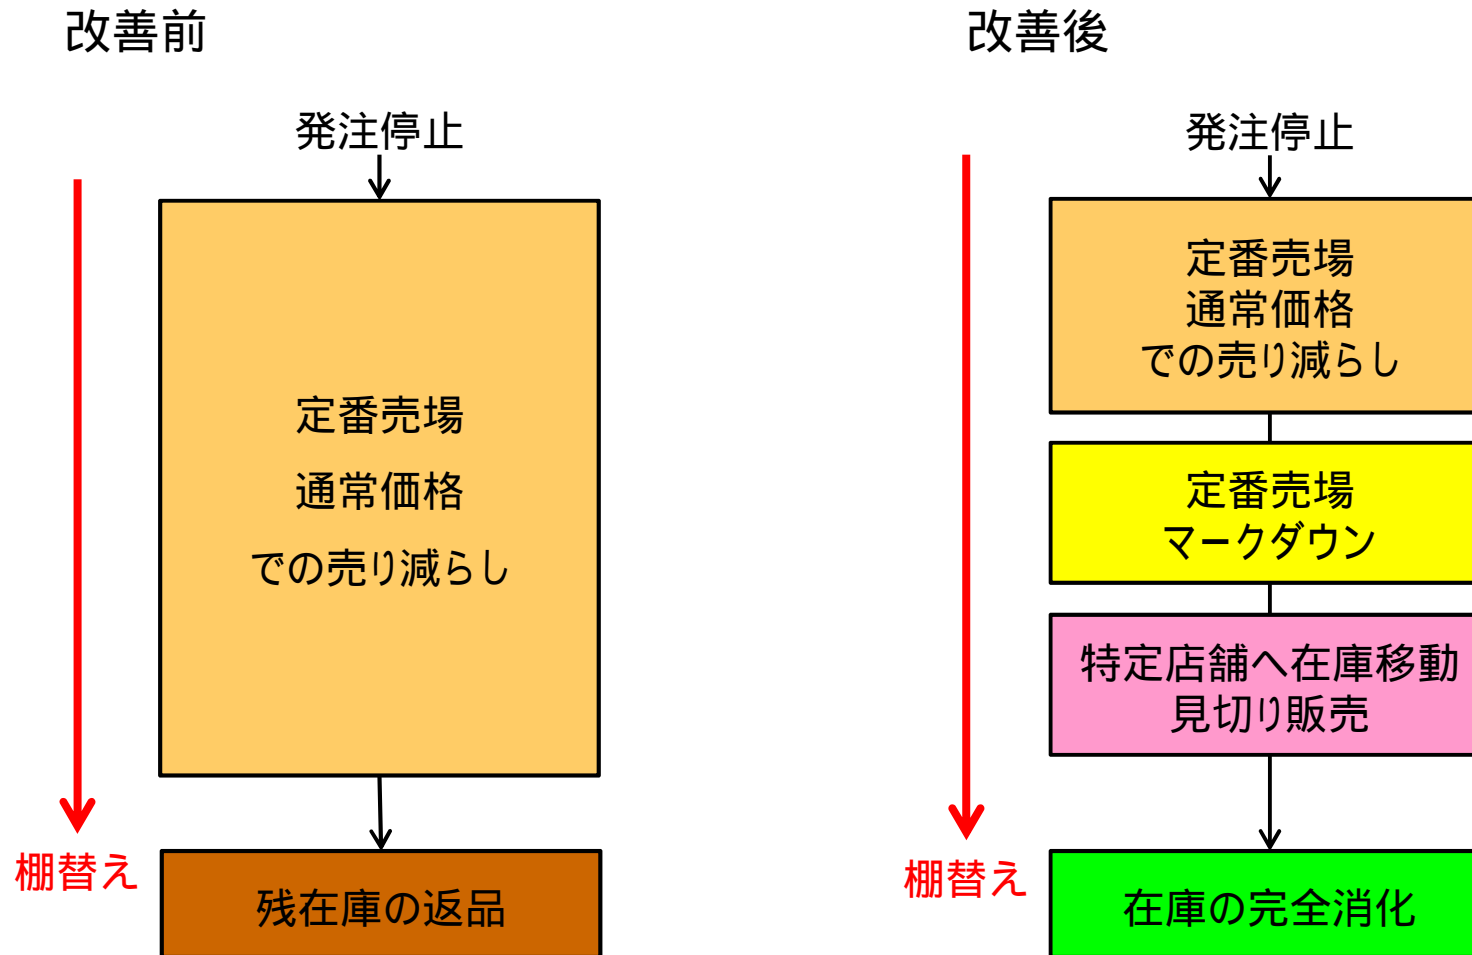 改善前
発注停止
定番売場
通常価格
での売り減らし
棚替え
残在庫の返品
改善後
発注停止
定番売場
通常価格
での売り減らし
定番売場
マークダウン
特定店舗へ在庫移動
見切り販売
棚替え
在庫の完全消化